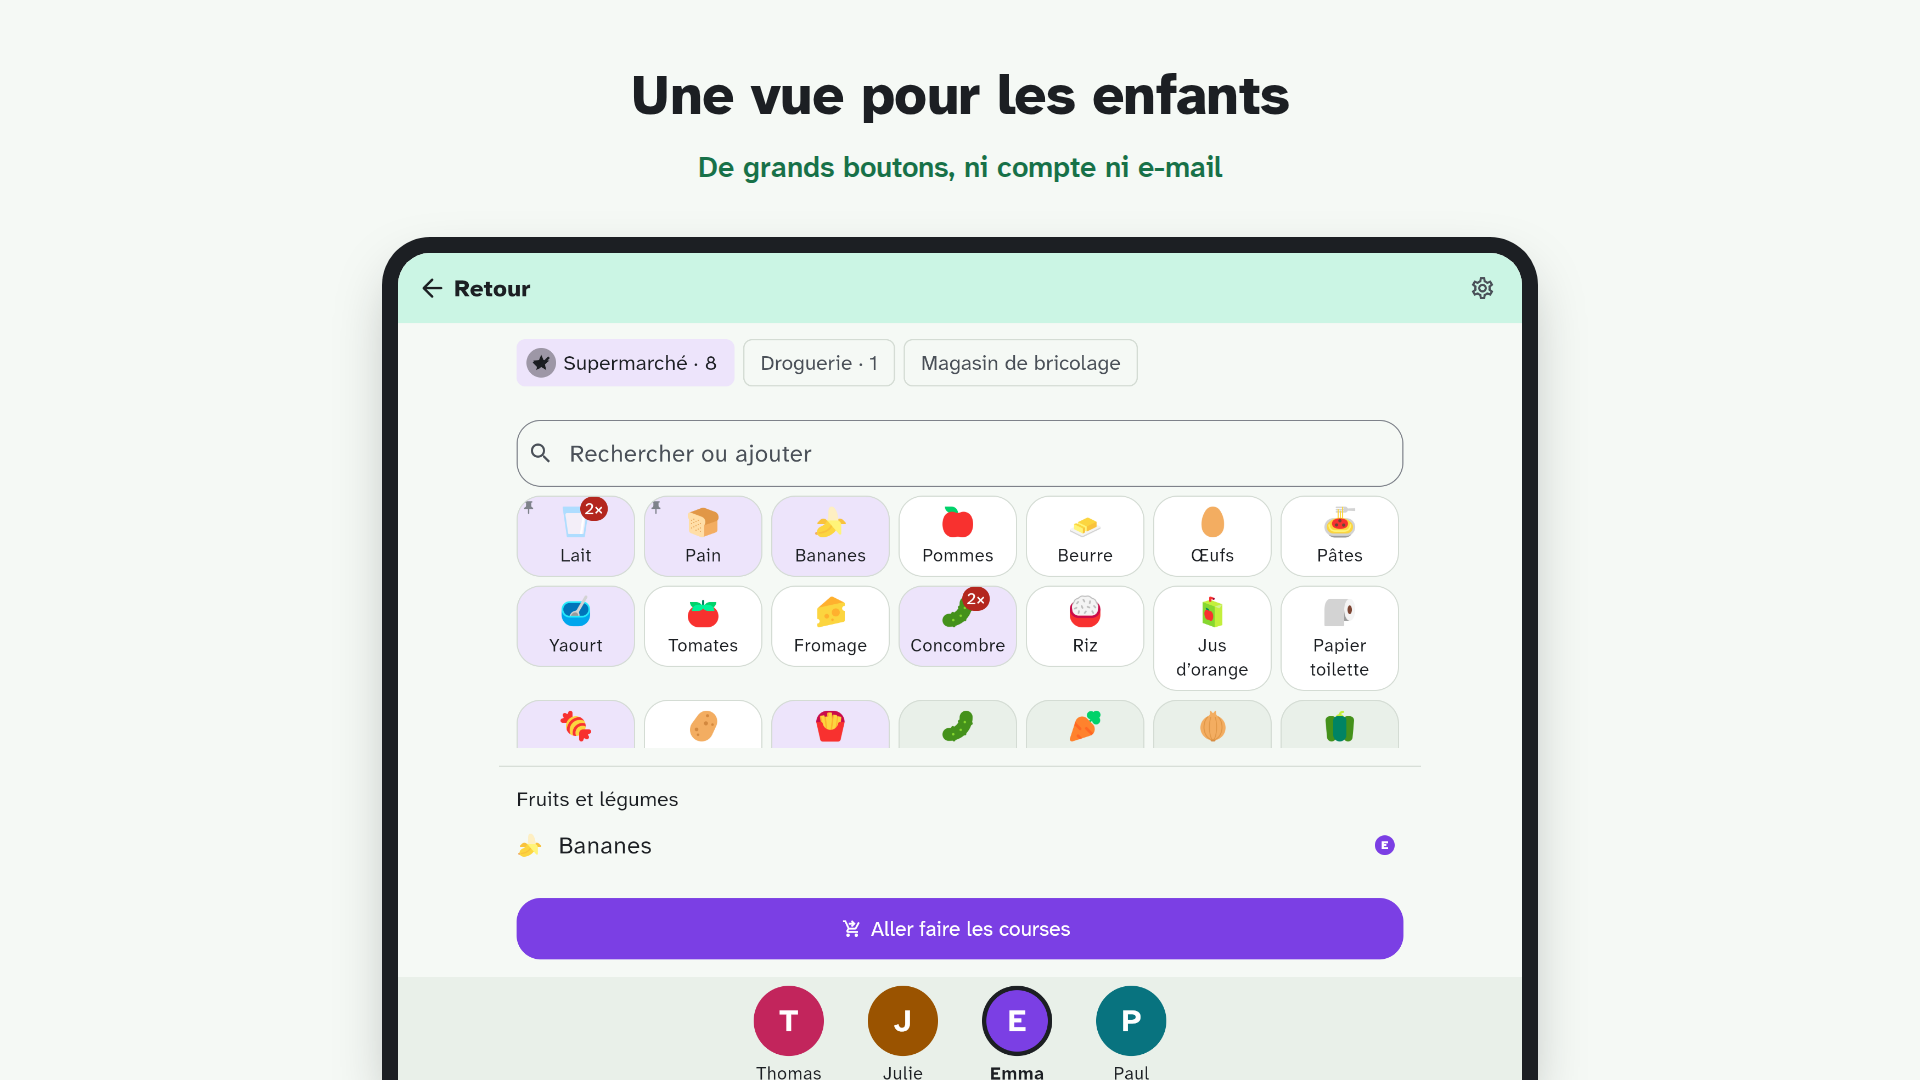 Une vue pour les enfants
De grands boutons, ni compte ni e-mail
Retour
Supermarché · 8
Droguerie · 1
Magasin de bricolage
Rechercher ou ajouter
2×
Lait
Pain
Bananes
Pommes
Beurre
Œufs
Pâtes
Yaourt
Tomates
Fromage
2×
Concombre
Riz
Jus
d’orange
Papier
toilette
Fruits et légumes
Bananes
E
Aller faire les courses
T
J
E
P
Thomas
Julie
Emma
Paul